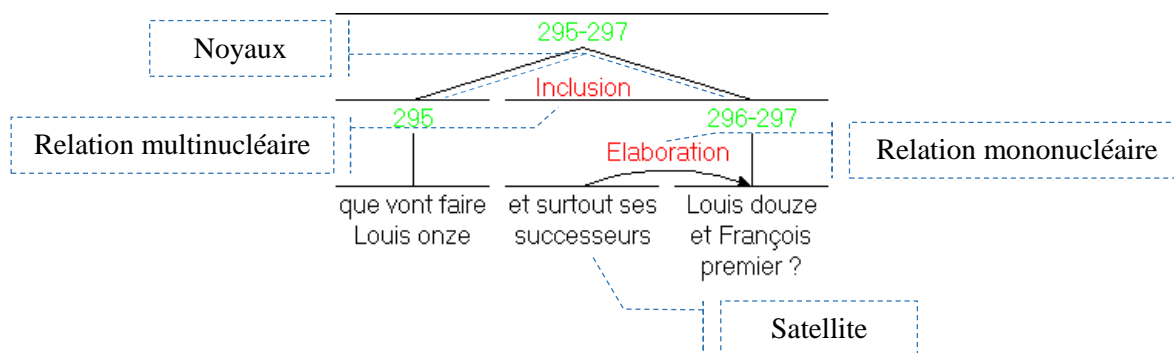 295-297
Noyaux
Inclusion
295
296-297
Relation multinucléaire
Elaboration
Relation mononucléaire
que vont faire
Louis onze
et surtout ses
successeurs
Louis douze
et François
premier ?
Satellite